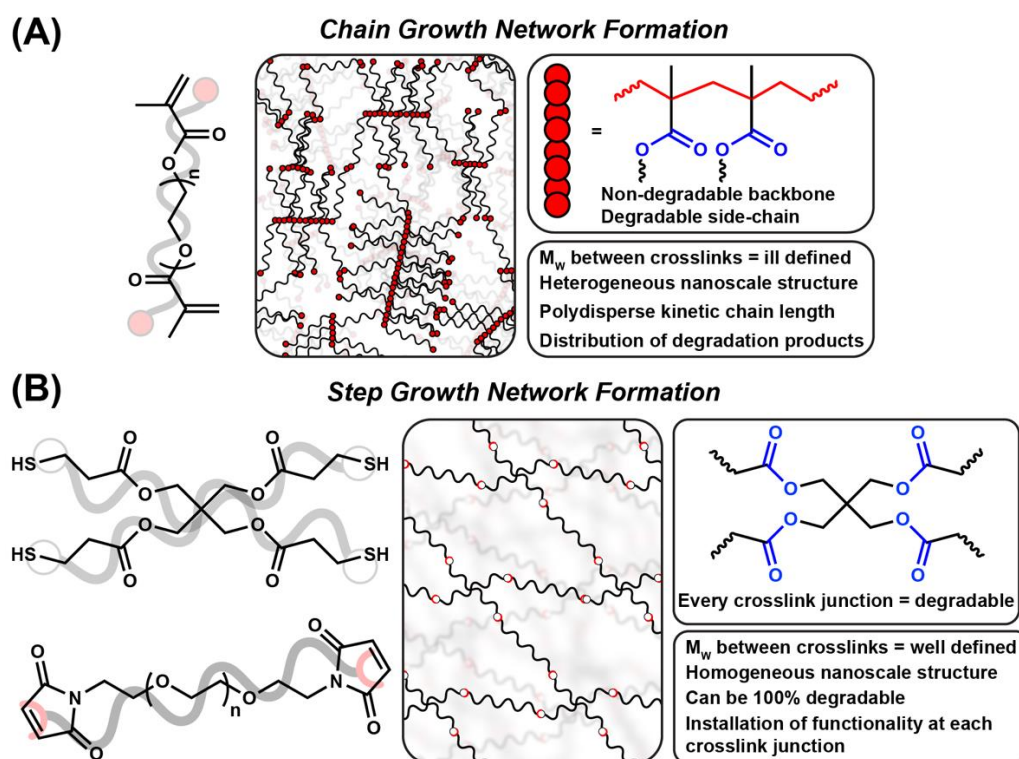 (A)
Chain Growth Network Formation
O
O
n
O
O
=
O
O
O
O
Non-degradable backbone
Degradable side-chain
Mw between crosslinks = ill defined
Heterogeneous nanoscale structure
Polydisperse kinetic chain length
Distribution of degradation products
(B)
Step Growth Network Formation
O
O
HS
SH
O
O
HS
O
O
SH
O
O
O
O
N
O
O
n
O
N
O
O
O
O
O
O
O
O
O
Every crosslink junction = degradable
Mw between crosslinks = well defined
Homogeneous nanoscale structure
Can be 100% degradable
Installation of functionality at each
crosslink junction